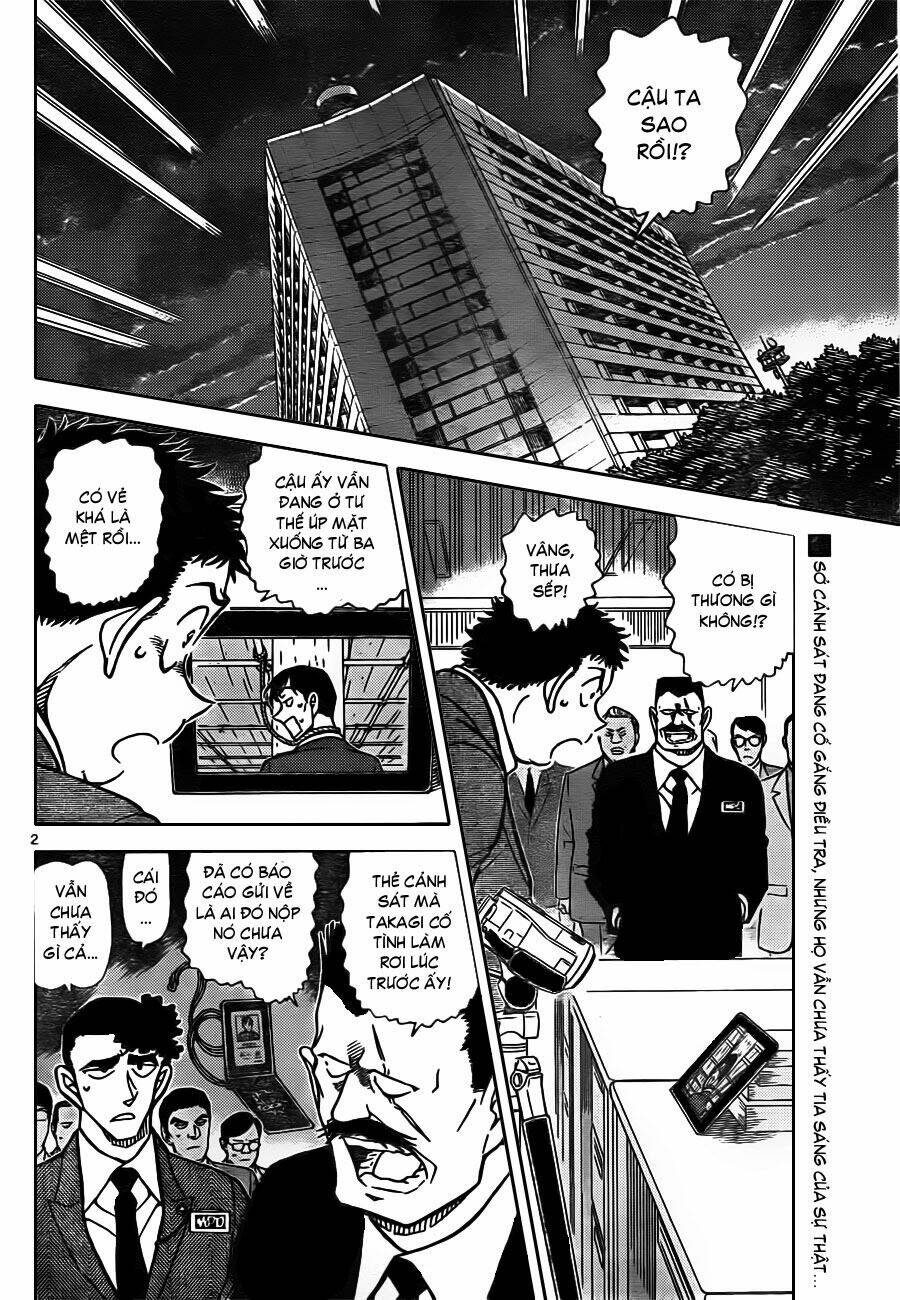 CẬU TA
SAO
RỒI!?
CÓ BỊ
THƯƠNG GÌ
KHÔNG!?
VÂNG,
THƯA
SẾP!
CẬU ẤY VẪN
ĐANG Ở TƯ
THẾ ÚP MẶT
XUỐNG TỪ BA
GIỜ TRƯỚC
...
CÓ VẺ
KHÁ LÀ
MỆT RỒI...
SỞ CẢNH SÁT ĐANG CỐ GẮNG ĐIỀU TRA, NHƯNG HỌ VẪN CHƯA THẤY TIA SÁNG CỦA SỰ THẬT...
2
THẺ CẢNH
SÁT MÀ
TAKAGI CỐ
TÌNH LÀM
RƠI LÚC
TRƯỚC ẤY!
ĐÃ CÓ BÁO
CÁO GỬI VỀ
LÀ AI ĐÓ NỘP
NÓ CHƯA
VẬY?
CÁI
ĐÓ
...
VẪN
CHƯA
THẤY
GÌ CẢ...
MPD